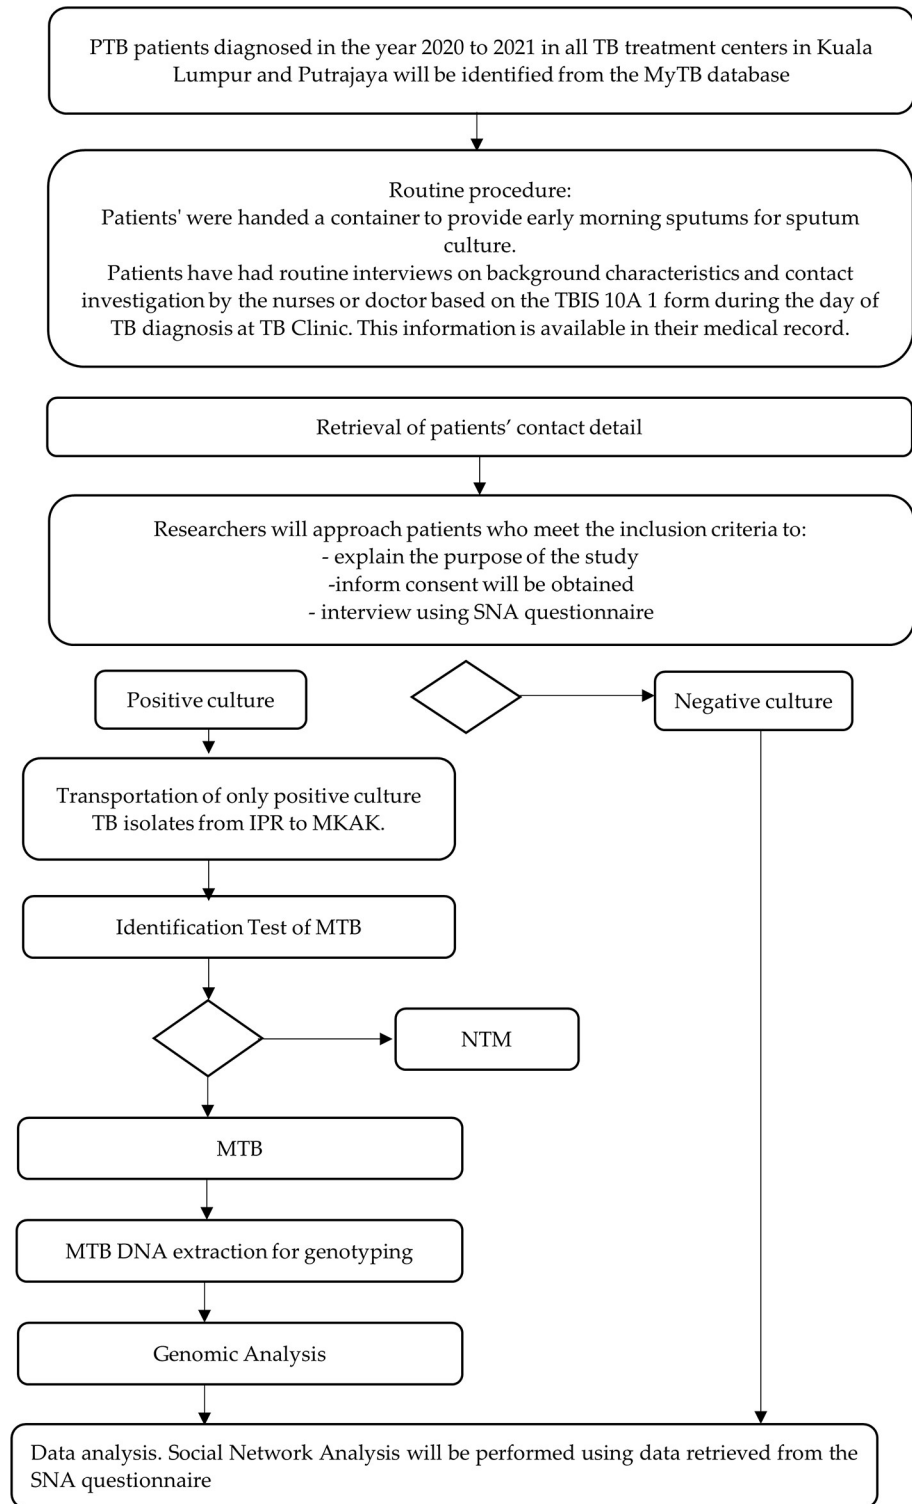 PTB patients diagnosed in the year 2020 to 2021 in all TB treatment centers in Kuala
Lumpur and Putrajaya will be identified from the MyTB database
Routine procedure:
Patients' were handed a container to provide early morning sputums for sputum
culture.
Patients have had routine interviews on background characteristics and contact
investigation by the nurses or doctor based on the TBIS 10A 1 form during the day of
TB diagnosis at TB Clinic. This information is available in their medical record.
Retrieval of patients’ contact detail
Researchers will approach patients who meet the inclusion criteria to:
- explain the purpose of the study
-inform consent will be obtained
- interview using SNA questionnaire
Positive culture
Negative culture
Transportation of only positive culture
TB isolates from IPR to MKAK.
Identification Test of MTB
NTM
MTB
MTB DNA extraction for genotyping
Genomic Analysis
Data analysis. Social Network Analysis will be performed using data retrieved from the
SNA questionnaire